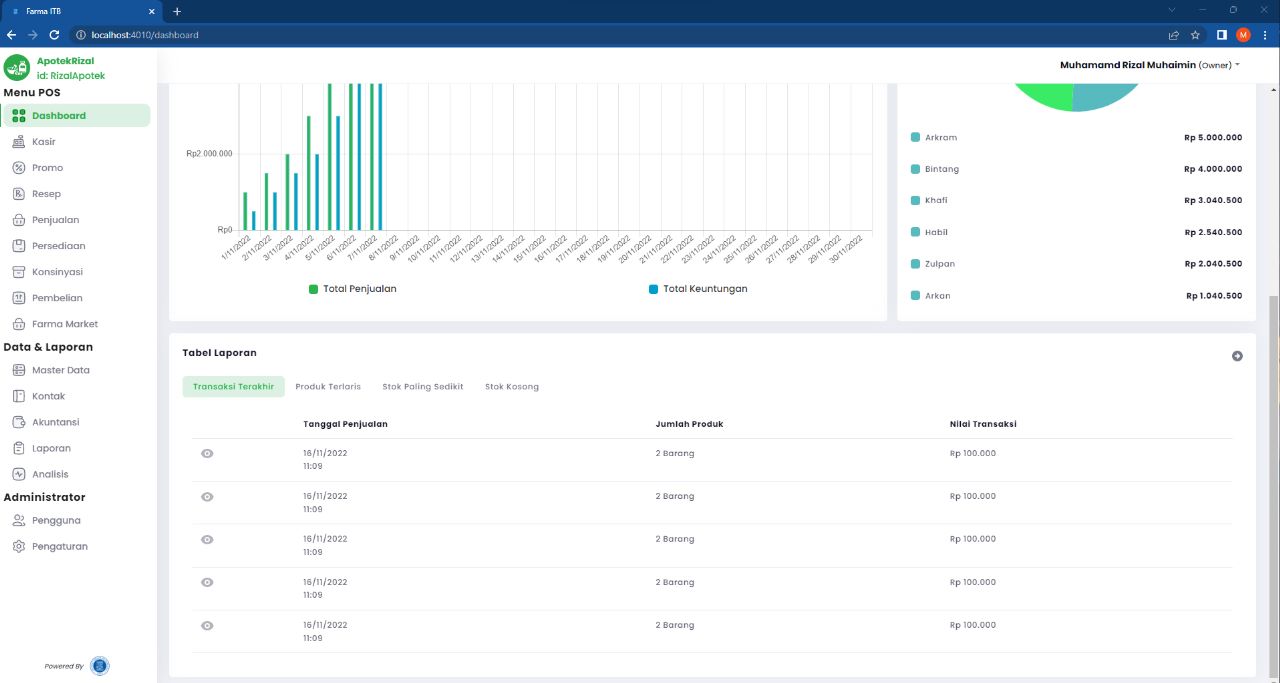 Farma ITB
localhost:4010/dashboard
M
ApotekRizal
id: RizalApotek
Muhamamd Rizal Muhaimin (Owner)
Menu POS
Dashboard
Kasir
Promo
Resep
Penjualan
Persediaan
Konsinyasi
Pembelian
Farma Market
Data & Laporan
Master Data
Kontak
Akuntansi
Laporan
Analisis
Administrator
Pengguna
Pengaturan
Powered By
Rp2.000.000
Rp0
1/11/2022 2/11/2022 3/11/2022 4/11/2022 5/11/2022 6/11/2022 7/11/2022 8/11/2022 9/11/2022 10/11/2022 11/11/2022 12/11/2022 13/11/2022 14/11/2022 15/11/2022 16/11/2022 17/11/2022 18/11/2022 19/11/2022 20/11/2022 21/11/2022 22/11/2022 23/11/2022 24/11/2022 25/11/2022 26/11/2022 27/11/2022 28/11/2022 29/11/2022 30/11/2022
Total Penjualan Total Keuntungan
Arkram Rp 5.000.000
Bintang Rp 4.000.000
Khafi Rp 3.040.500
Habil Rp 2.540.500
Zulpan Rp 2.040.500
Arkan Rp 1.040.500
Tabel Laporan
Transaksi Terakhir Produk Terlaris Stok Paling Sedikit Stok Kosong
Tanggal Penjualan Jumlah Produk Nilai Transaksi
16/11/2022 2 Barang Rp 100.000
11:09
16/11/2022 2 Barang Rp 100.000
11:09
16/11/2022 2 Barang Rp 100.000
11:09
16/11/2022 2 Barang Rp 100.000
11:09
16/11/2022 2 Barang Rp 100.000
11:09